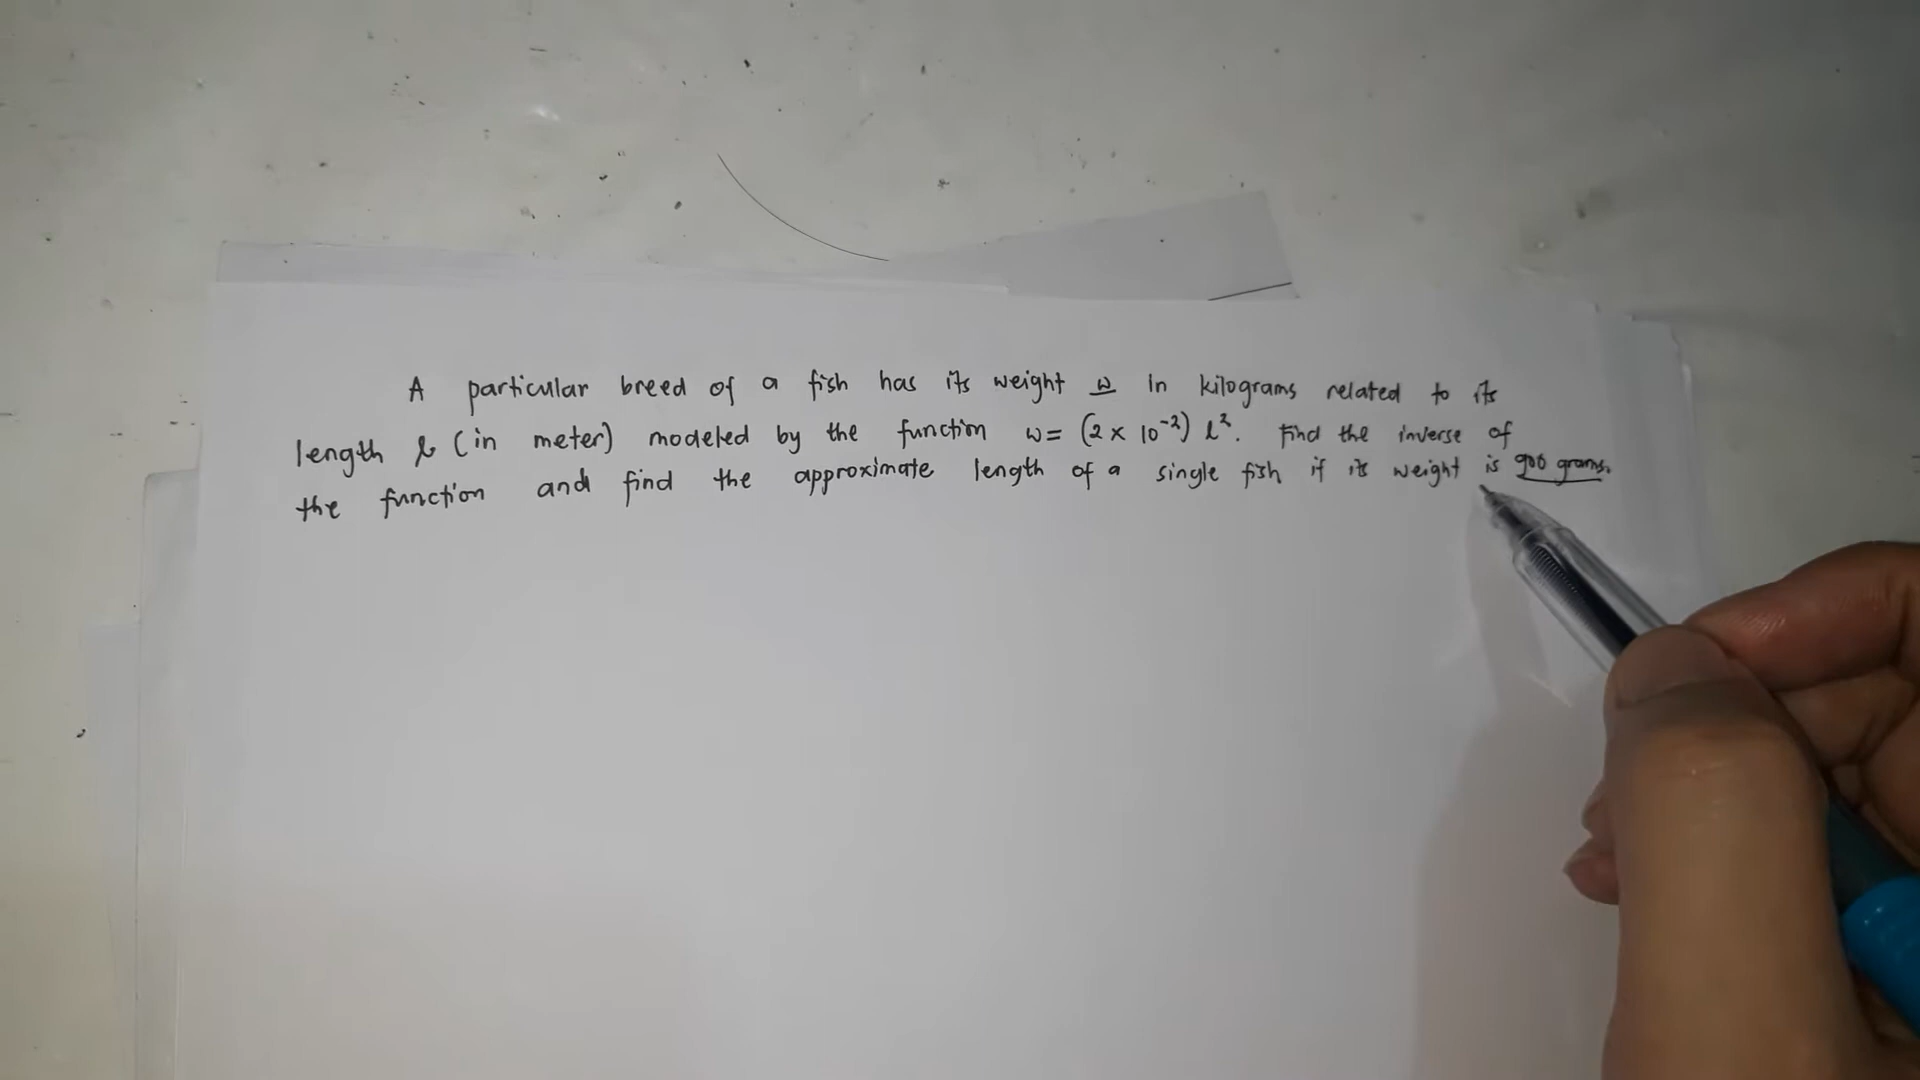 A particular breed of a fish has its weight w in kilograms related to its
length l (in meter) modeled by the function w = (2 × 10⁻²) l². Find the inverse of
the function and find the approximate length of a single fish if its weight is 900 grams.